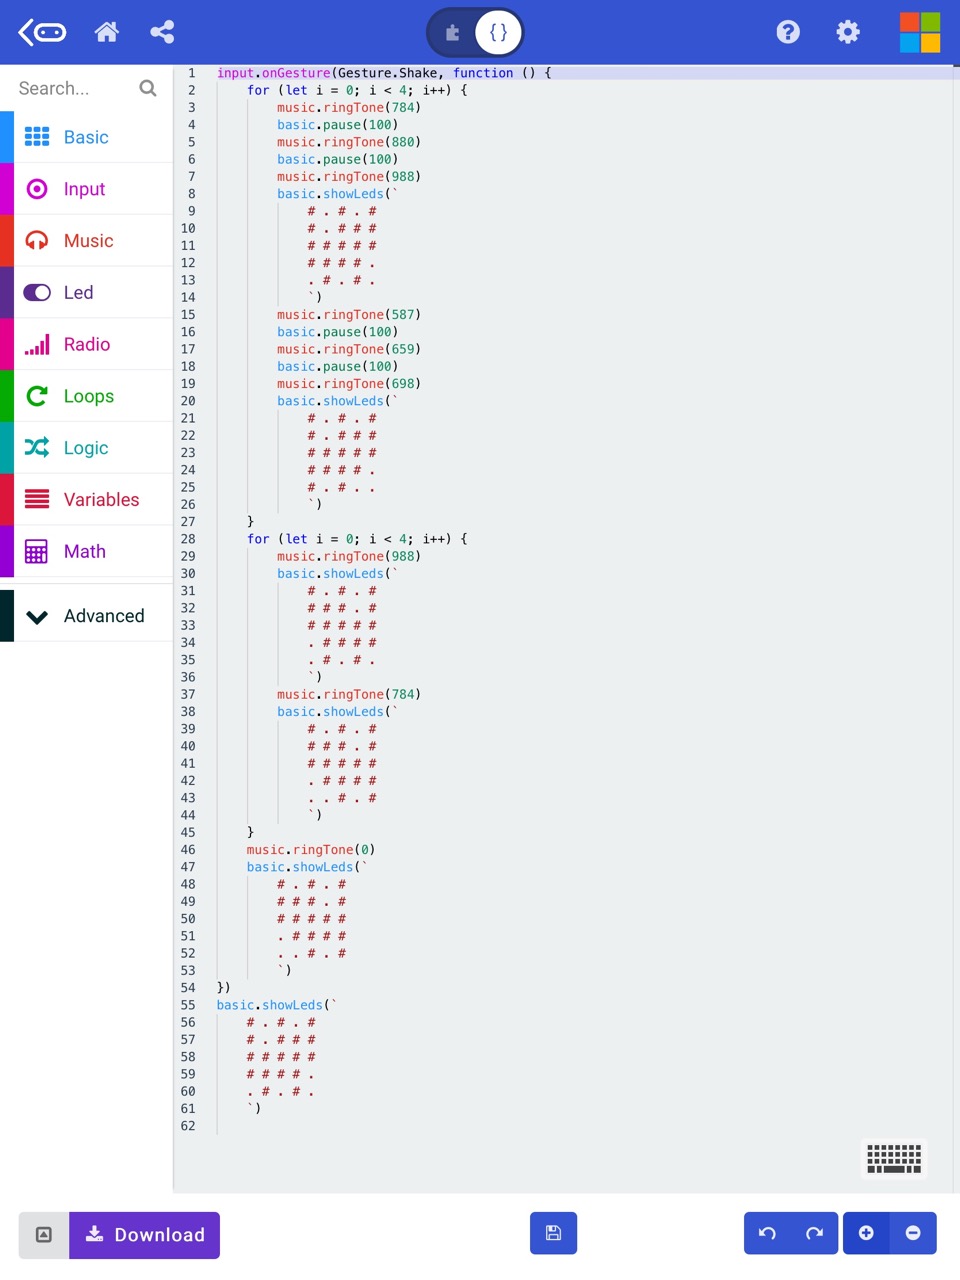 { }
Search...
Basic
Input
Music
Led
Radio
Loops
Logic
Variables
Math
Advanced
1 input.onGesture(Gesture.Shake, function () {
2 for (let i = 0; i < 4; i++) {
3 music.ringTone(784)
4 basic.pause(100)
5 music.ringTone(880)
6 basic.pause(100)
7 music.ringTone(988)
8 basic.showLeds(`
9 # . # . #
10 # . # # #
11 # # # # #
12 # # # # .
13 . # . # .
14 `)
15 music.ringTone(587)
16 basic.pause(100)
17 music.ringTone(659)
18 basic.pause(100)
19 music.ringTone(698)
20 basic.showLeds(`
21 # . # . #
22 # . # # #
23 # # # # #
24 # # # # .
25 # . # . .
26 `)
27 }
28 for (let i = 0; i < 4; i++) {
29 music.ringTone(988)
30 basic.showLeds(`
31 # . # . #
32 # # # . #
33 # # # # #
34 . # # # #
35 . # . # .
36 `)
37 music.ringTone(784)
38 basic.showLeds(`
39 # . # . #
40 # # # . #
41 # # # # #
42 . # # # #
43 . . # . #
44 `)
45 }
46 music.ringTone(0)
47 basic.showLeds(`
48 # . # . #
49 # # # . #
50 # # # # #
51 . # # # #
52 . . # . #
53 `)
54 })
55 basic.showLeds(`
56 # . # . #
57 # . # # #
58 # # # # #
59 # # # # .
60 . # . # .
61 `)
62
Download